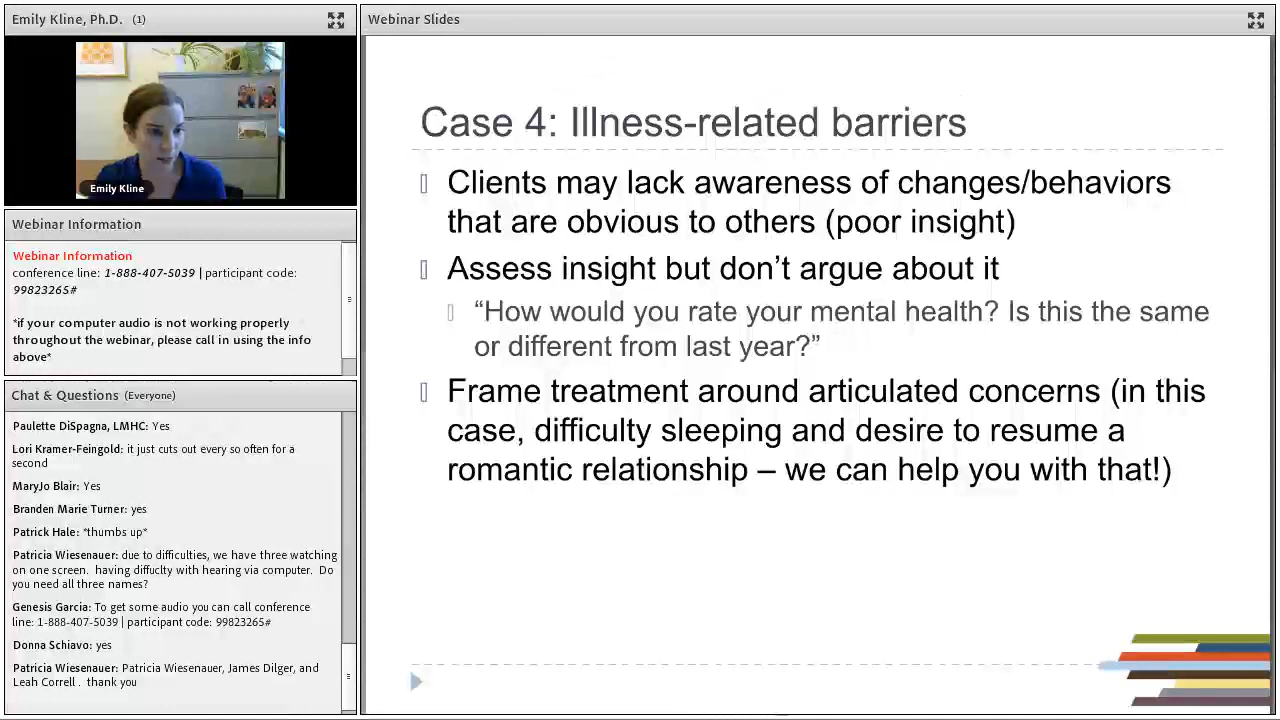 Emily Kline, Ph.D. (1)
Emily Kline
Webinar Information
Webinar Information
conference line: 1-888-407-5039 | participant code:
99823265#
*if your computer audio is not working properly
throughout the webinar, please call in using the info
above*
Chat & Questions (Everyone)
Paulette DiSpagna, LMHC: Yes
Lori Kramer-Feingold: it just cuts out every so often for a
second
MaryJo Blair: Yes
Branden Marie Turner: yes
Patrick Hale: *thumbs up*
Patricia Wiesenauer: due to difficulties, we have three watching
on one screen. having diffuclty with hearing via computer. Do
you need all three names?
Genesis Garcia: To get some audio you can call conference
line: 1-888-407-5039 | participant code: 99823265#
Donna Schiavo: yes
Patricia Wiesenauer: Patricia Wiesenauer, James Dilger, and
Leah Correll . thank you
Webinar Slides
Case 4: Illness-related barriers
Clients may lack awareness of changes/behaviors
that are obvious to others (poor insight)
Assess insight but don’t argue about it
“How would you rate your mental health? Is this the same
or different from last year?”
Frame treatment around articulated concerns (in this
case, difficulty sleeping and desire to resume a
romantic relationship – we can help you with that!)